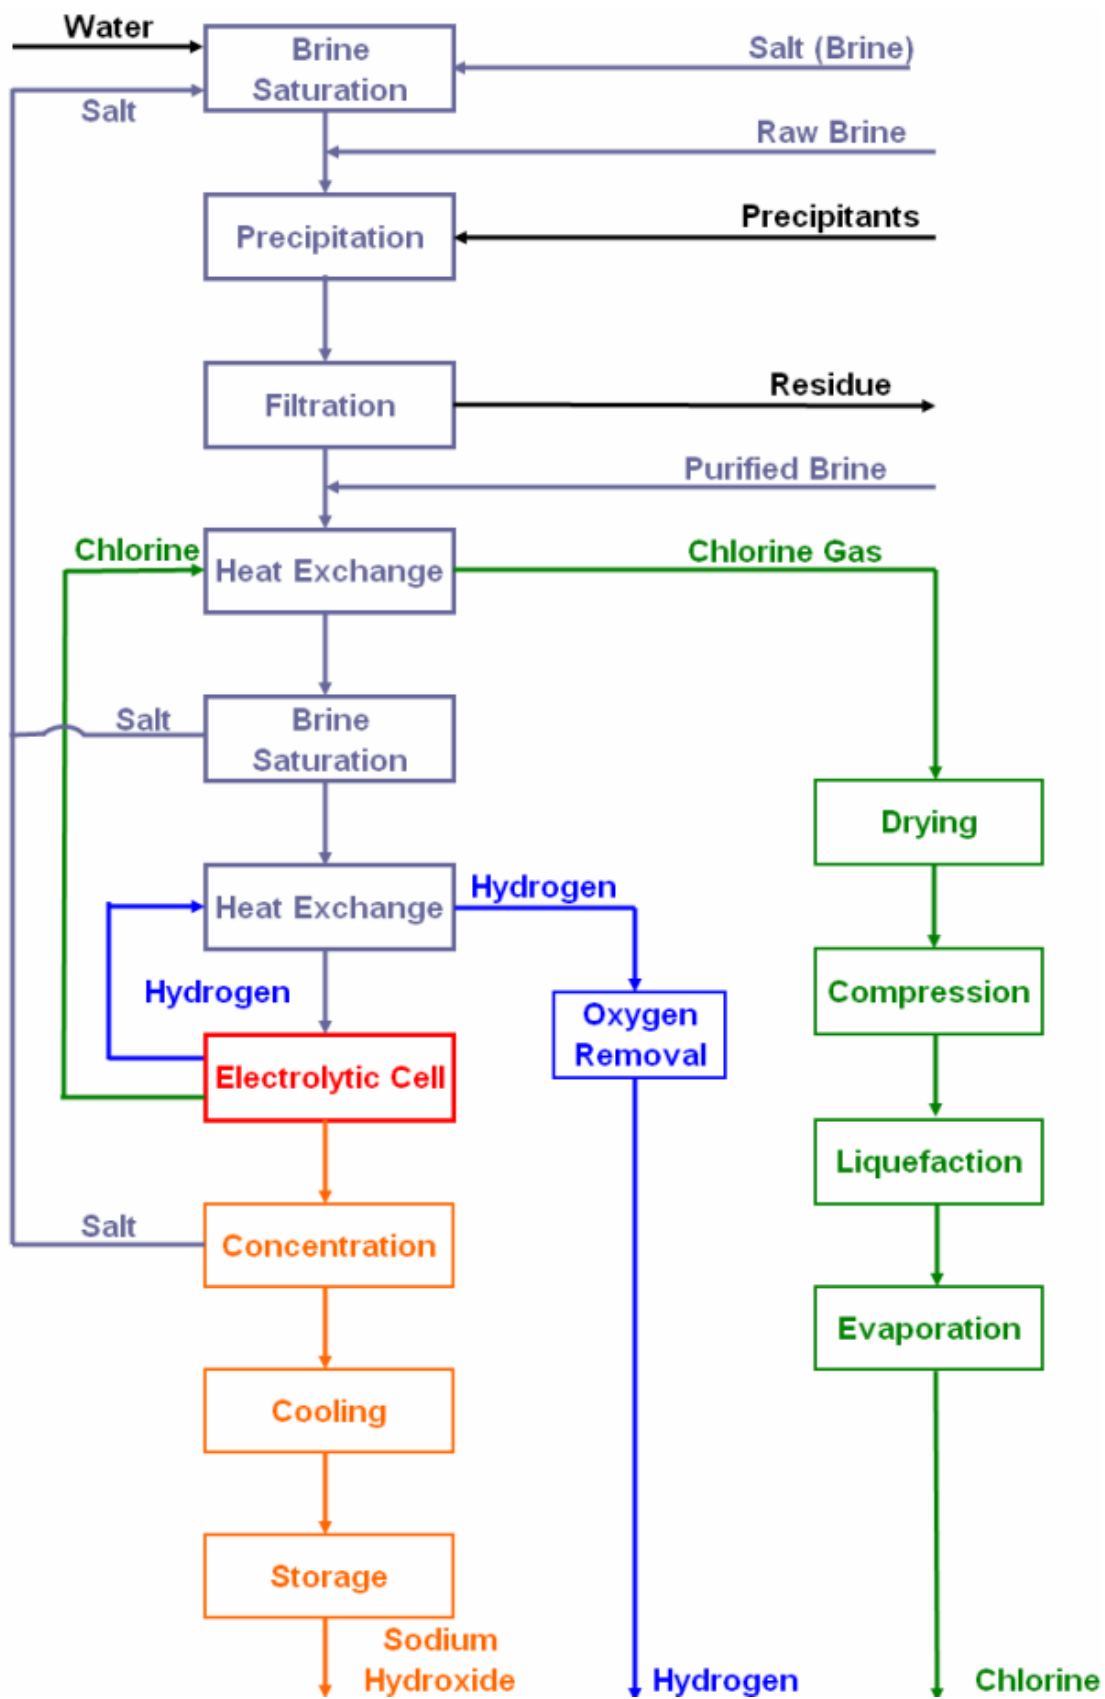 Water
Brine
Saturation
Salt (Brine)
Salt
Raw Brine
Precipitants
Precipitation
Residue
Filtration
Purified Brine
Chlorine
Heat Exchange
Chlorine Gas
Salt
Brine
Saturation
Drying
Hydrogen
Heat Exchange
Hydrogen
Compression
Oxygen
Removal
Electrolytic Cell
Liquefaction
Salt
Concentration
Evaporation
Cooling
Storage
Sodium
Hydroxide
Hydrogen
Chlorine